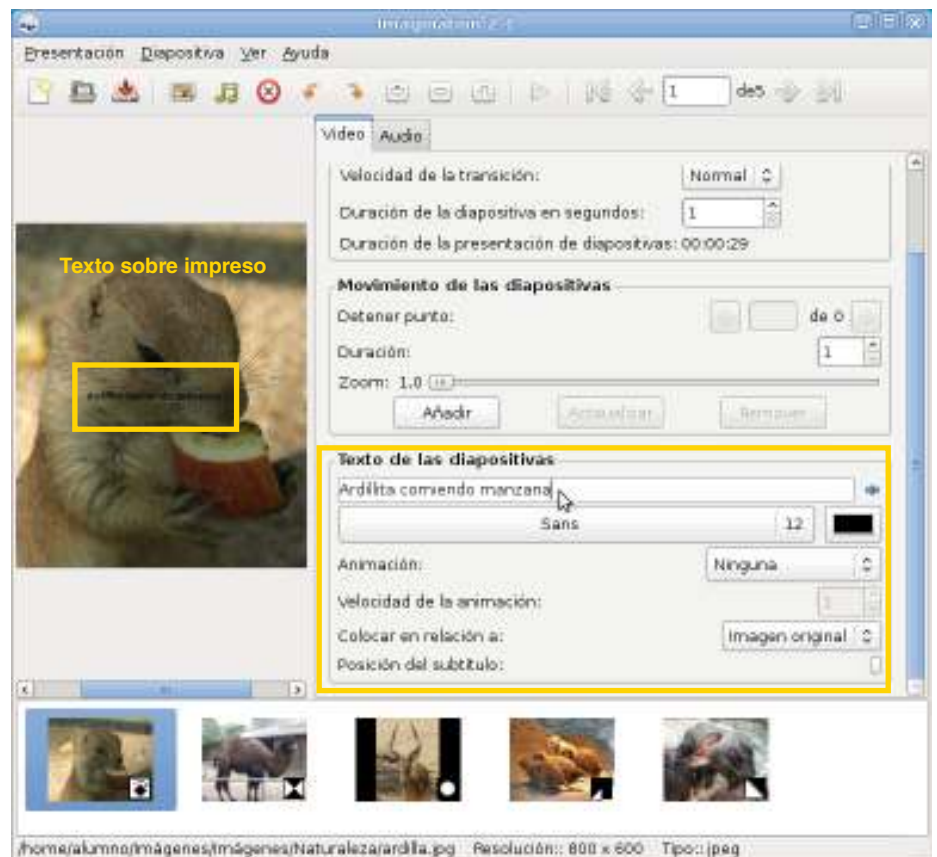 Imagination 2.1
Presentación Diapositiva Ver Ayuda
1 de5
Video Audio
Velocidad de la transición: Normal
Duración de la diapositiva en segundos: 1
Duración de la presentación de diapositivas: 00:00:29
Texto sobre impreso
Movimiento de las diapositivas
Detener punto: de 0
Duración: 1
Zoom: 1.0
Añadir Remover
Texto de las diapositivas
Ardillita comiendo manzana
Sans 12
Animación: Ninguna
Velocidad de la animación:
Colocar en relación a: Imagen original
Posición del subtítulo:
/home/alumno/Imágenes/Imágenes/Naturaleza/ardilla.jpg Resolución:: 800 x 600 Tipo:: jpeg